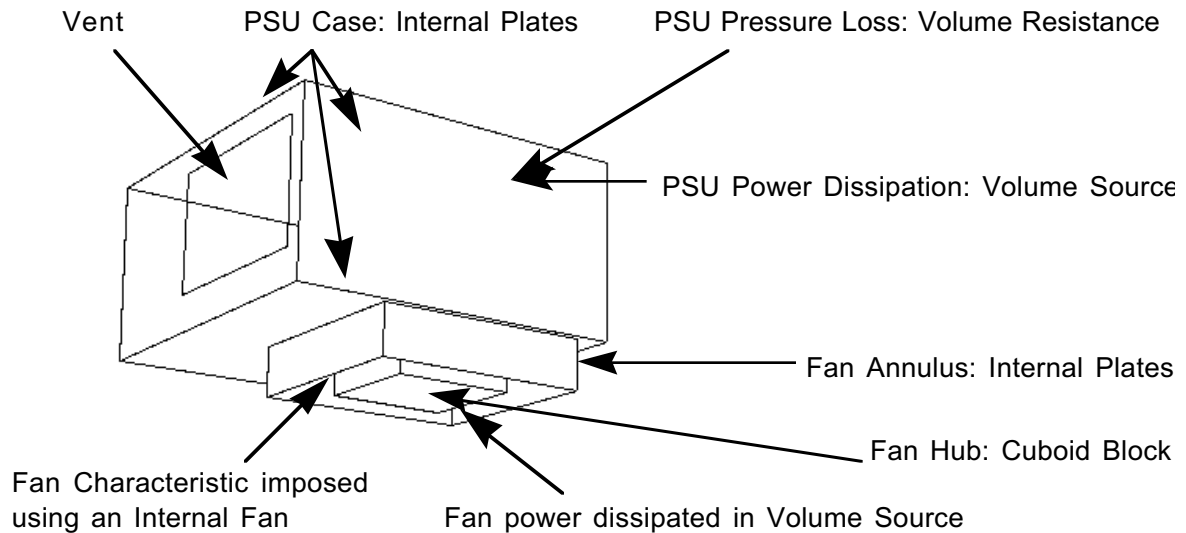 Vent
PSU Case: Internal Plates
PSU Pressure Loss: Volume Resistance
PSU Power Dissipation: Volume Source
Fan Annulus: Internal Plates
Fan Hub: Cuboid Block
Fan Characteristic imposed
using an Internal Fan
Fan power dissipated in Volume Source